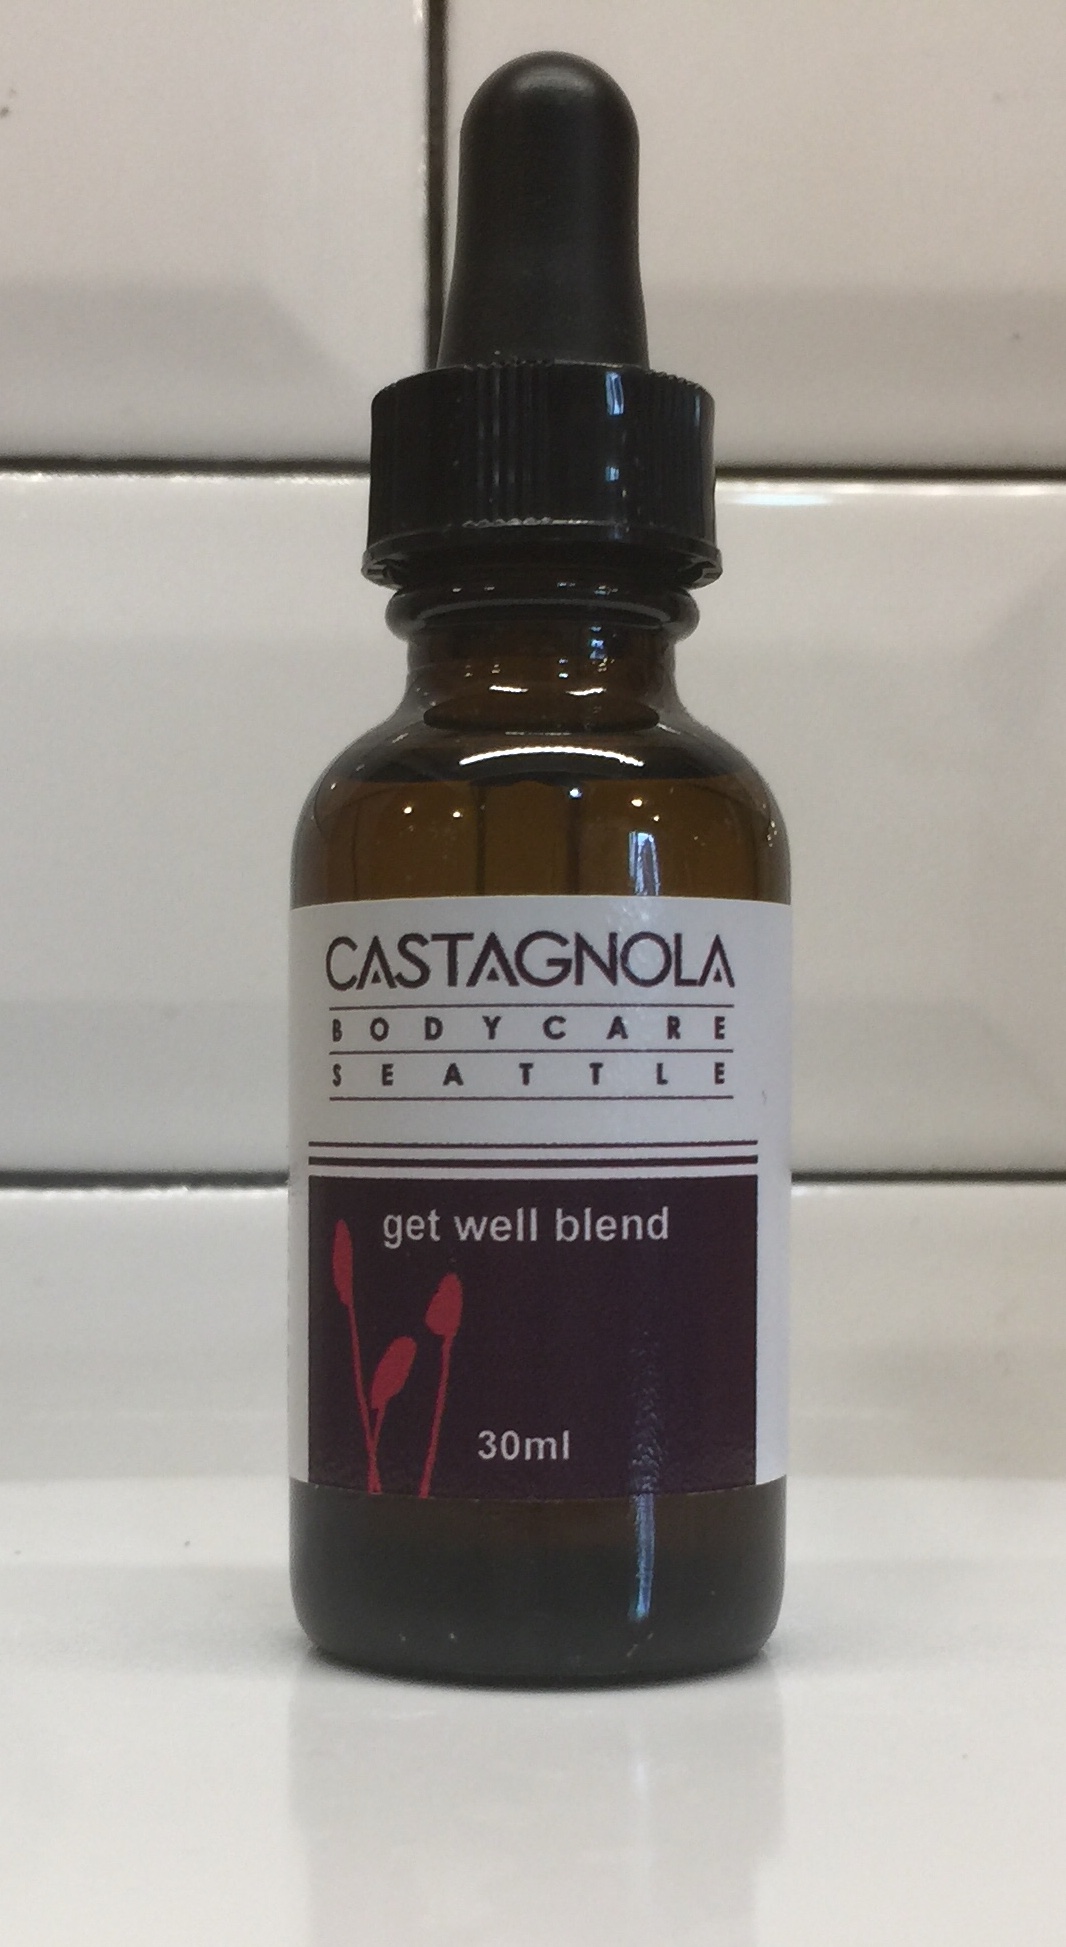 CASTAGNOLA
BODYCARE
SEATTLE
get well blend
30ml